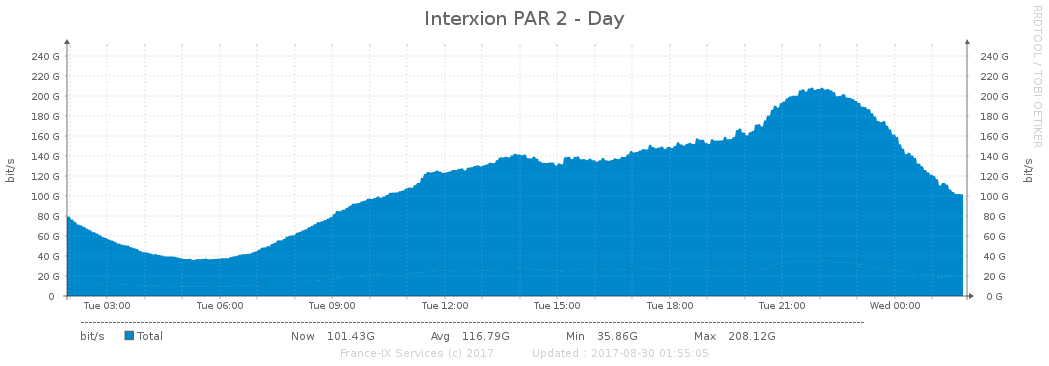 Interxion PAR 2 - Day
RRDTOOL / TOBI OETIKER
bit/s
240 G
220 G
200 G
180 G
160 G
140 G
120 G
100 G
80 G
60 G
40 G
20 G
0
240 G
220 G
200 G
180 G
160 G
140 G
120 G
100 G
80 G
60 G
40 G
20 G
0 G
bit/s
Tue 03:00 Tue 06:00 Tue 09:00 Tue 12:00 Tue 15:00 Tue 18:00 Tue 21:00 Wed 00:00
bit/s Total Now 101.43G Avg 116.79G Min 35.86G Max 208.12G
France-IX Services (c) 2017 Updated : 2017-08-30 01:55:05